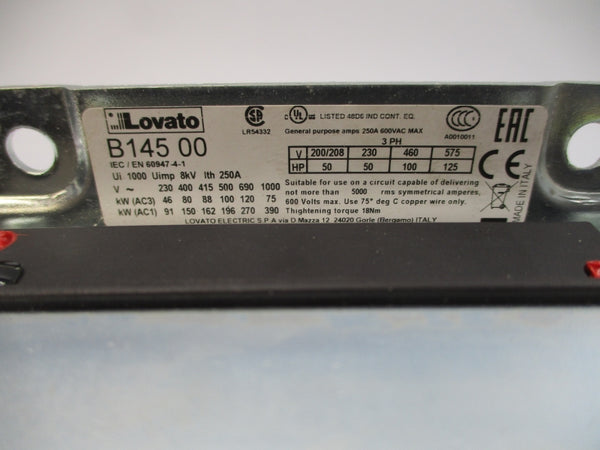 Lovato
B145 00
IEC / EN 60947-4-1
Ui 1000 Uimp 8kV Ith 250A
V ~ 230 400 415 500 690 1000
kW (AC3) 46 80 88 100 120 75
kW (AC1) 91 150 162 196 270 390
LOVATO ELECTRIC S.P.A via D.Mazza 12, 24020 Gorle (Bergamo) ITALY
SA
LR54332
UL LISTED 48D6 IND CONT. EQ.
General purpose amps 250A 600VAC MAX
3 PH
V 200/208 230 460 575
HP 50 50 100 125
Suitable for use on a circuit capable of delivering
not more than 5000 rms symmetrical amperes,
600 Volts max. Use 75° deg C copper wire only.
Thightening torque 18Nm
CCC
A0010011
EAC
CE
MADE IN ITALY